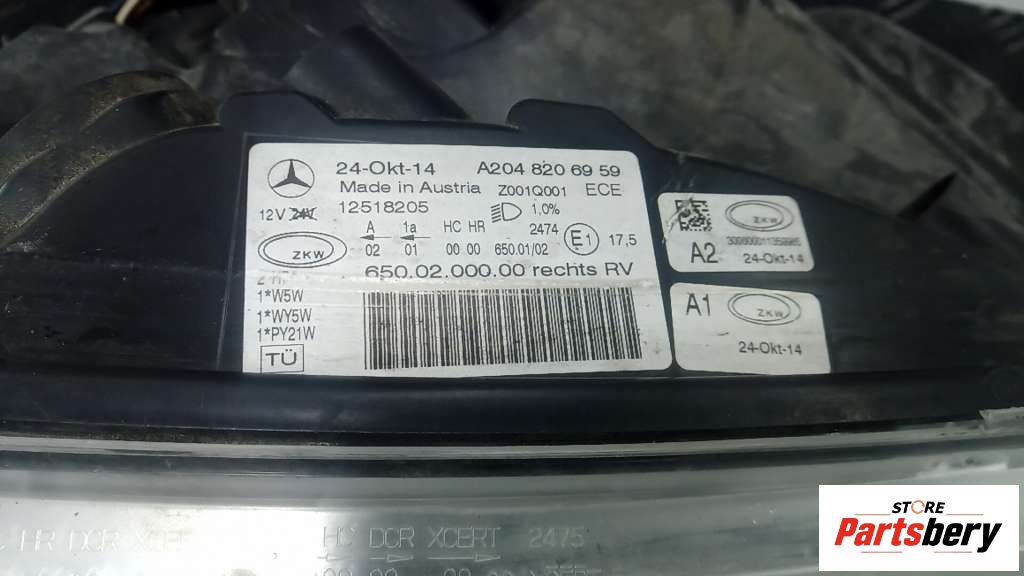 24-Okt-14 A204 820 69 59
Made in Austria Z001Q001 ECE
12V 24V 12518205 1,0%
A 1a HC HR 2474 E1 17,5
02 01 00 00 650.01/02
ZKW
650.02.000.00 rechts RV
1*W5W
1*WY5W
1*PY21W
TÜ
ZKW
A2 24-Okt-14
A1 ZKW
24-Okt-14
HR DCR XCERT HC DCR XCERT 2475
STORE
Partsbery